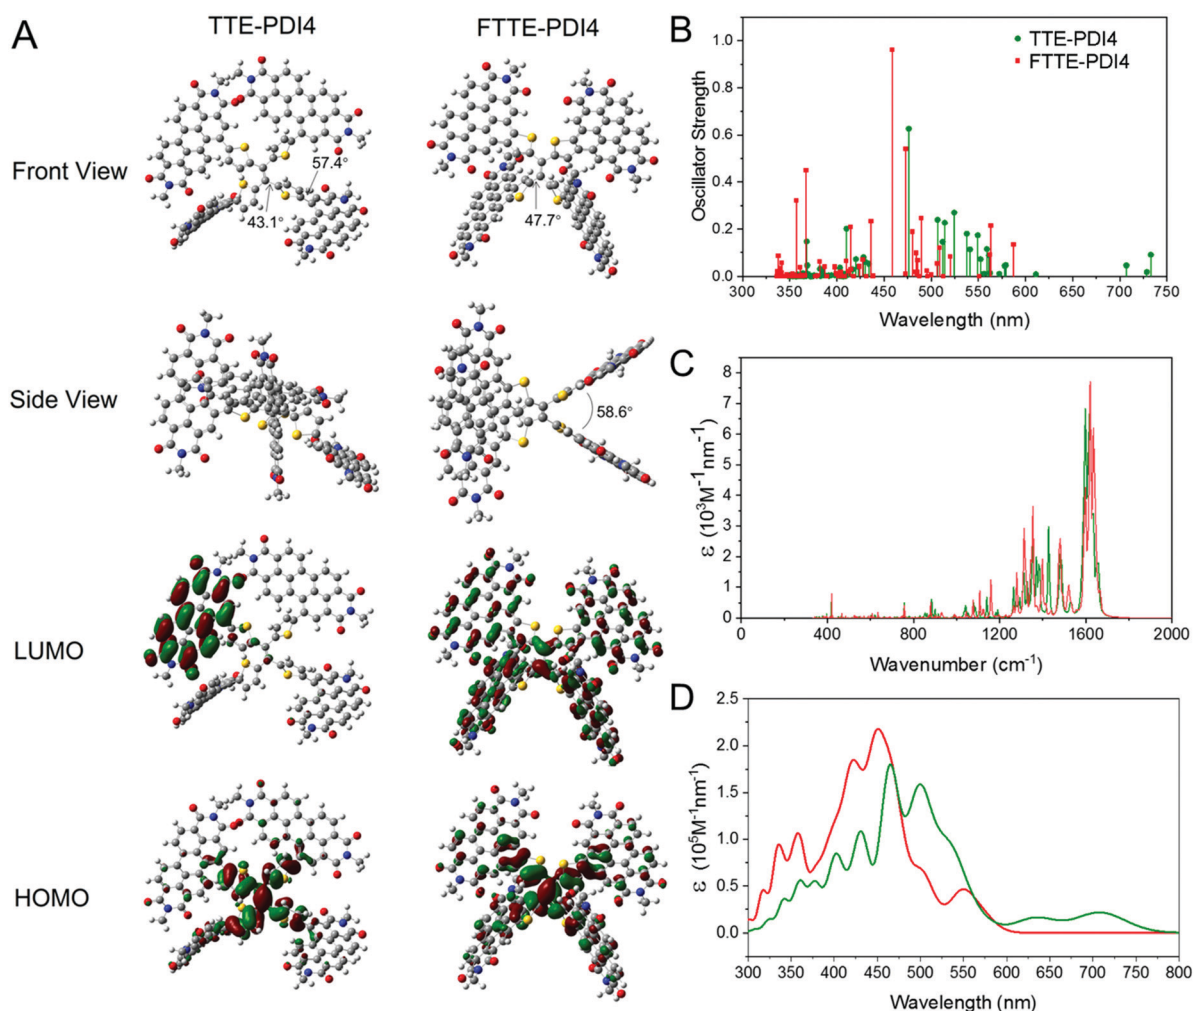 A
TTE-PDI4
FTTE-PDI4
Front View
57.4°
43.1°
47.7°
Side View
58.6°
LUMO
HOMO
B
TTE-PDI4
FTTE-PDI4
Oscillator Strength
1.0
0.8
0.6
0.4
0.2
0.0
300 350 400 450 500 550 600 650 700 750
Wavelength (nm)
C
ε (10³M⁻¹nm⁻¹)
8
7
6
5
4
3
2
1
0
0 400 800 1200 1600 2000
Wavenumber (cm⁻¹)
D
ε (10⁵M⁻¹nm⁻¹)
2.5
2.0
1.5
1.0
0.5
0.0
300 350 400 450 500 550 600 650 700 750 800
Wavelength (nm)